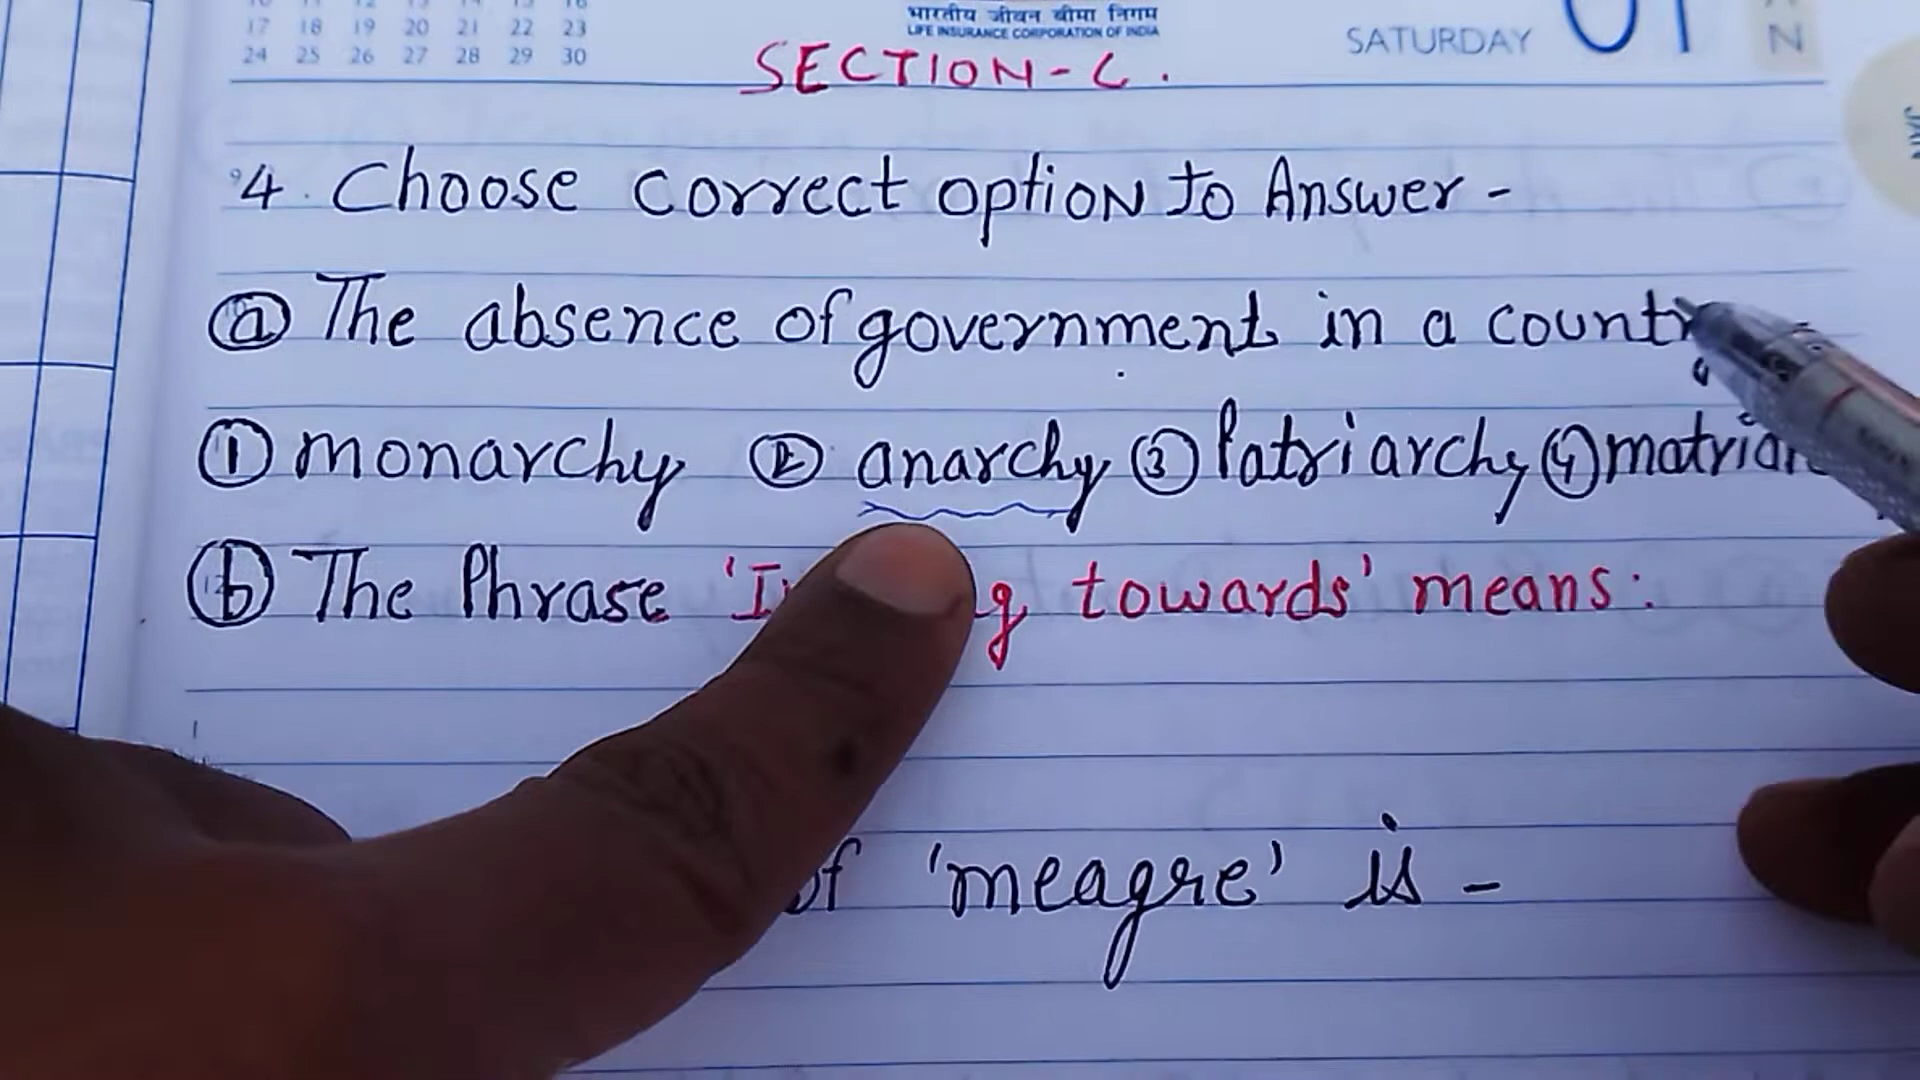 17 18 19 20 21 22 23
24 25 26 27 28 29 30
भारतीय जीवन बीमा निगम
LIFE INSURANCE CORPORATION OF INDIA
SATURDAY
SECTION-C.
4. Choose correct option to Answer -
(a) The absence of government in a country
(1) monarchy (2) anarchy (3) Patriarchy (4)
(b) The Phrase towards' means:
of 'meagre' is -